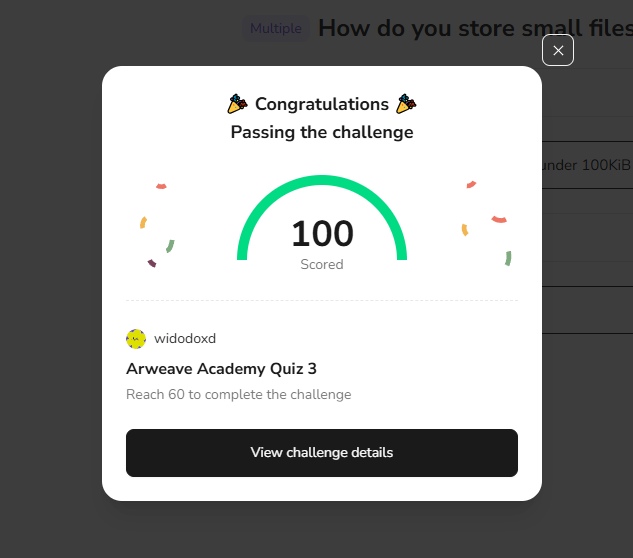 Multiple How do you store small files
under 100KiB
Congratulations
Passing the challenge
100
Scored
widodoxd
Arweave Academy Quiz 3
Reach 60 to complete the challenge
View challenge details